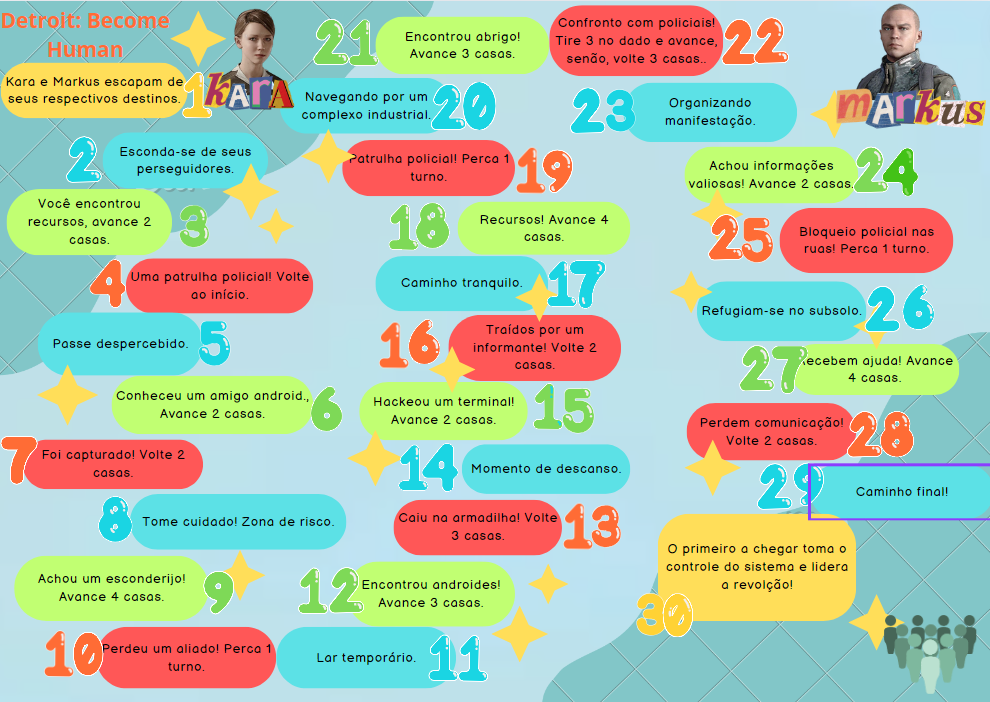 Detroit: Become
Human
KARA
MARKUS
1
Kara e Markus escapam de
seus respectivos destinos.
2
Esconda-se de seus
perseguidores.
3
Você encontrou
recursos, avance 2
casas.
4
Uma patrulha policial! Volte
ao início.
5
Passe despercebido.
6
Conheceu um amigo android.,
Avance 2 casas.
7
Foi capturado! Volte 2
casas.
8
Tome cuidado! Zona de risco.
9
Achou um esconderijo!
Avance 4 casas.
10
Perdeu um aliado! Perca 1
turno.
11
Lar temporário.
12
Encontrou androides!
Avance 3 casas.
13
Caiu na armadilha! Volte
3 casas.
14
Momento de descanso.
15
Hackeou um terminal!
Avance 2 casas.
16
Traídos por um
informante! Volte 2
casas.
17
Caminho tranquilo.
18
Recursos! Avance 4
casas.
19
Patrulha policial! Perca 1
turno.
20
Navegando por um
complexo industrial.
21
Encontrou abrigo!
Avance 3 casas.
22
Confronto com policiais!
Tire 3 no dado e avance,
senão, volte 3 casas..
23
Organizando
manifestação.
24
Achou informações
valiosas! Avance 2 casas.
25
Bloqueio policial nas
ruas! Perca 1 turno.
26
Refugiam-se no subsolo.
27
Recebem ajuda! Avance
4 casas.
28
Perdem comunicação!
Volte 2 casas.
29
Caminho final!
30
O primeiro a chegar toma o
controle do sistema e lidera
a revolção!